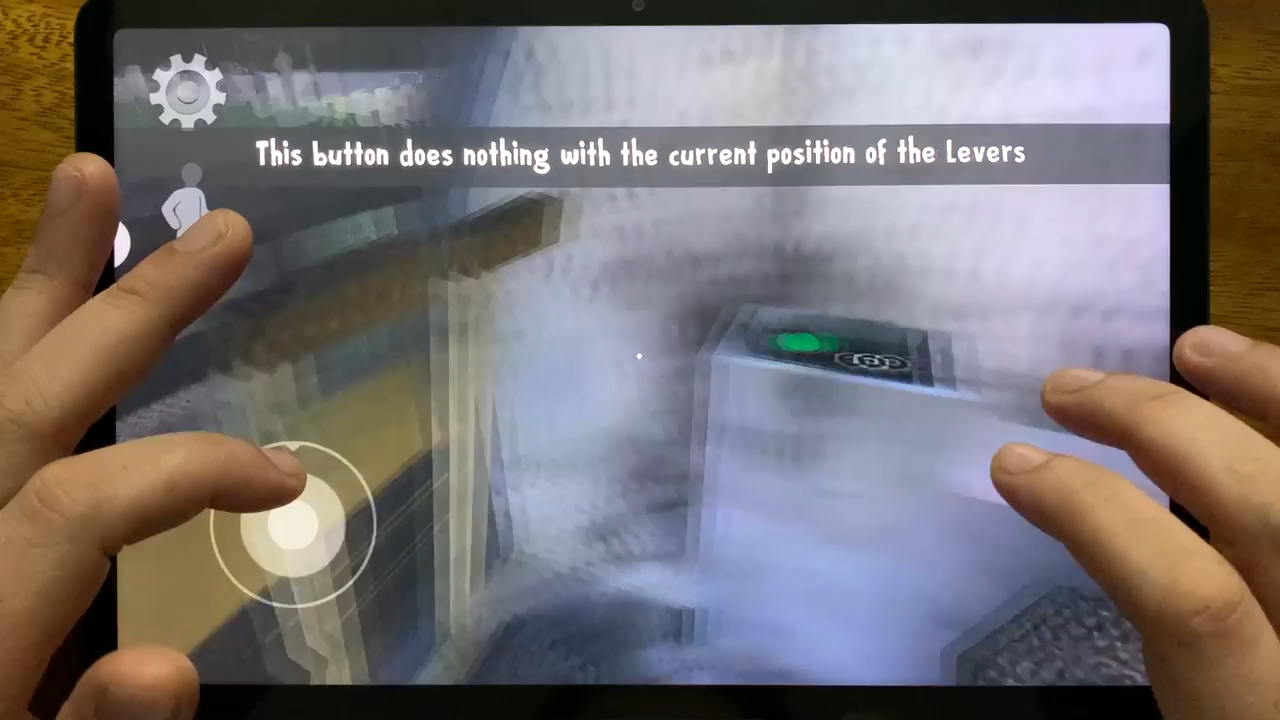 This button does nothing with the current position of the Levers